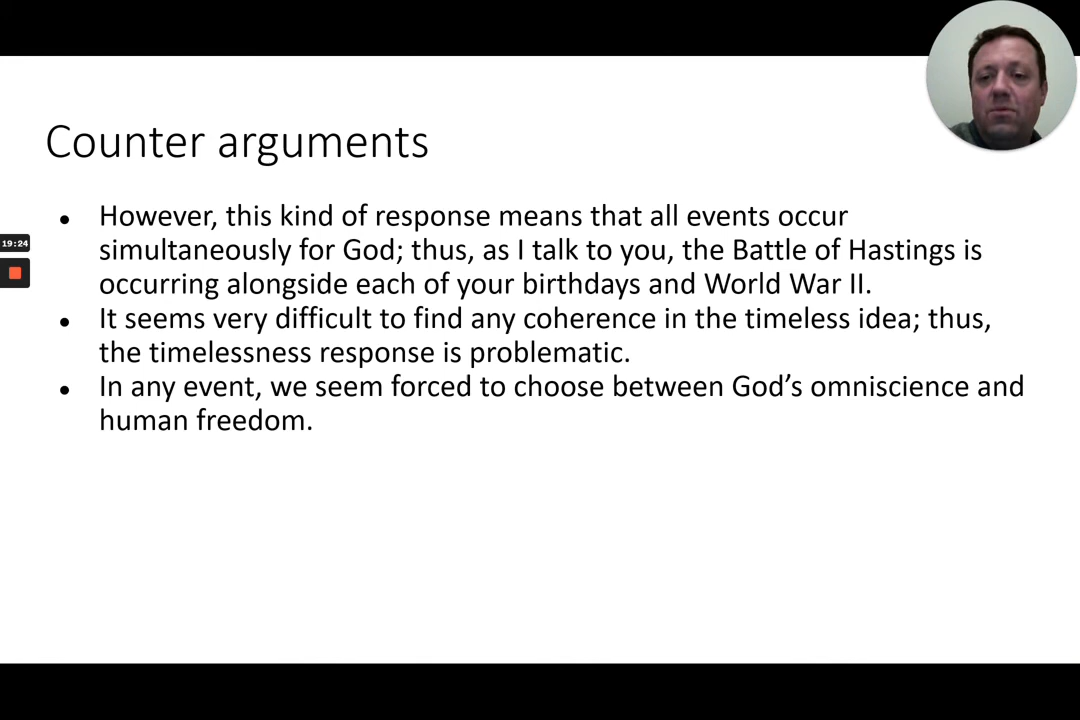 Counter arguments
• However, this kind of response means that all events occur
simultaneously for God; thus, as I talk to you, the Battle of Hastings is
occurring alongside each of your birthdays and World War II.
• It seems very difficult to find any coherence in the timeless idea; thus,
the timelessness response is problematic.
• In any event, we seem forced to choose between God’s omniscience and
human freedom.
19:24